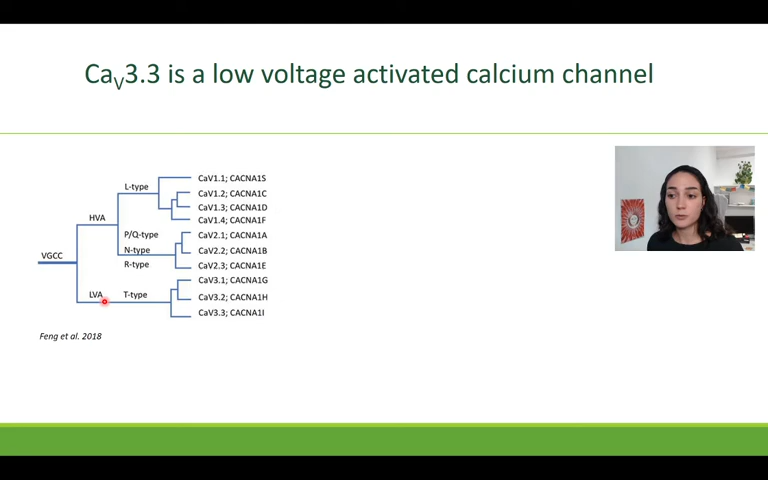 CaV3.3 is a low voltage activated calcium channel
CaV1.1; CACNA1S
L-type
CaV1.2; CACNA1C
CaV1.3; CACNA1D
HVA
CaV1.4; CACNA1F
P/Q-type
CaV2.1; CACNA1A
N-type
CaV2.2; CACNA1B
VGCC
R-type
CaV2.3; CACNA1E
CaV3.1; CACNA1G
LVA
T-type
CaV3.2; CACNA1H
CaV3.3; CACNA1I
Feng et al. 2018